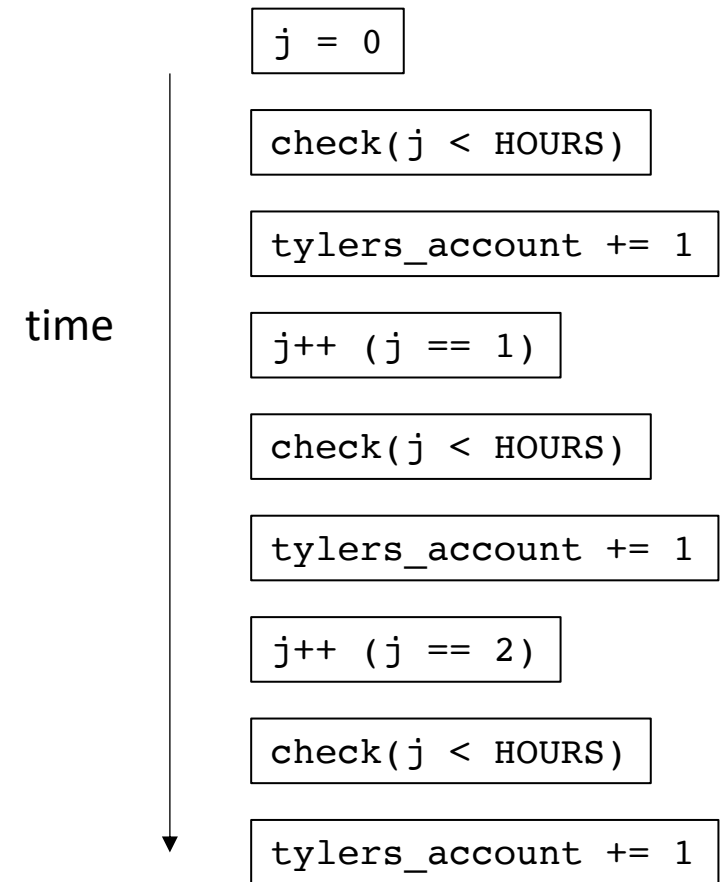 j = 0
check(j < HOURS)
tylers_account += 1
time
j++ (j == 1)
check(j < HOURS)
tylers_account += 1
j++ (j == 2)
check(j < HOURS)
tylers_account += 1